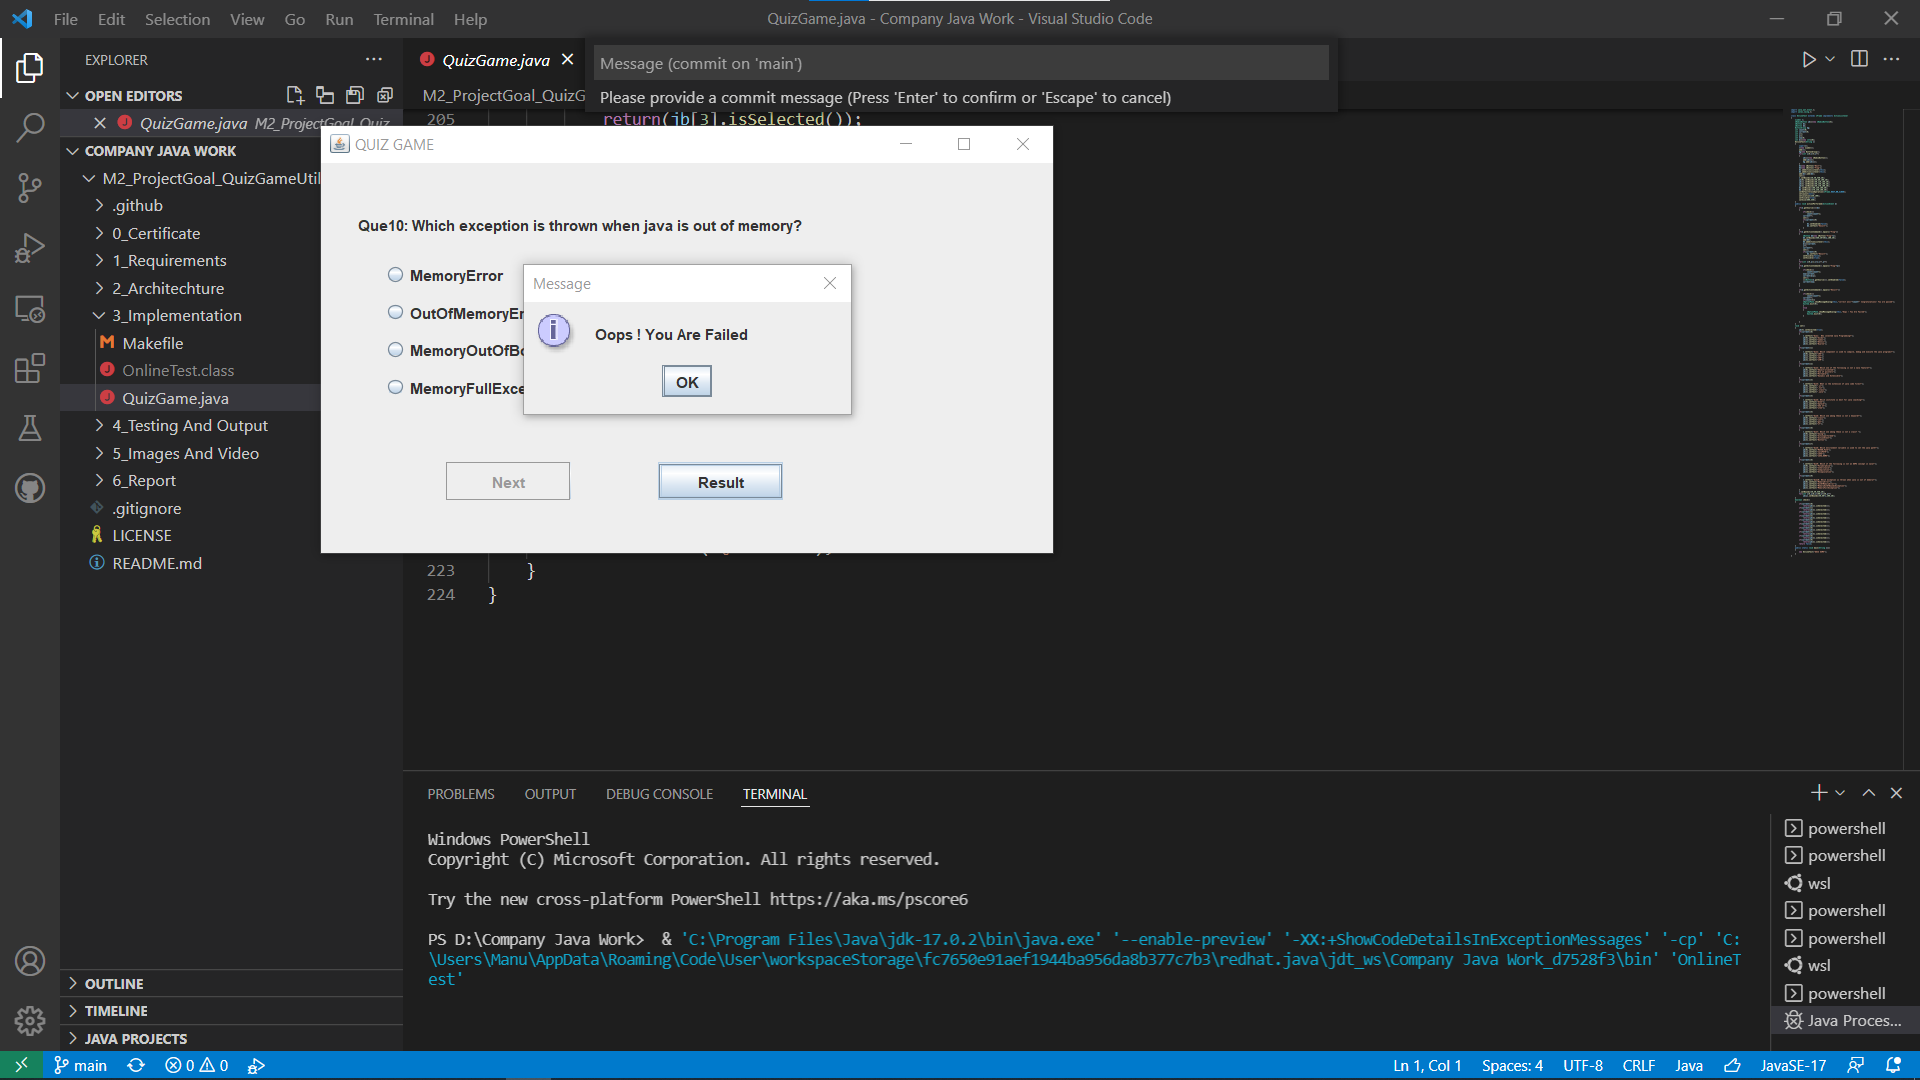 File Edit Selection View Go Run Terminal Help
QuizGame.java - Company Java Work - Visual Studio Code
EXPLORER
OPEN EDITORS
QuizGame.java M2_ProjectGoal_Quiz
COMPANY JAVA WORK
M2_ProjectGoal_QuizGameUtil
.github
0_Certificate
1_Requirements
2_Architechture
3_Implementation
Makefile
OnlineTest.class
QuizGame.java
4_Testing And Output
5_Images And Video
6_Report
.gitignore
LICENSE
README.md
OUTLINE
TIMELINE
JAVA PROJECTS
QuizGame.java
M2_ProjectGoal_QuizG
Message (commit on 'main')
Please provide a commit message (Press 'Enter' to confirm or 'Escape' to cancel)
205 return(jb[3].isSelected());
QUIZ GAME
Que10: Which exception is thrown when java is out of memory?
MemoryError
OutOfMemoryEr
MemoryOutOfBo
MemoryFullExce
Message
Oops ! You Are Failed
OK
Next
Result
223 }
224 }
PROBLEMS OUTPUT DEBUG CONSOLE TERMINAL
Windows PowerShell
Copyright (C) Microsoft Corporation. All rights reserved.
Try the new cross-platform PowerShell https://aka.ms/pscore6
PS D:\Company Java Work> & 'C:\Program Files\Java\jdk-17.0.2\bin\java.exe' '--enable-preview' '-XX:+ShowCodeDetailsInExceptionMessages' '-cp' 'C:
\Users\Manu\AppData\Roaming\Code\User\workspaceStorage\fc7650e91aef1944ba956da8b377c7b3\redhat.java\jdt_ws\Company Java Work_d7528f3\bin' 'OnlineT
est'
powershell
powershell
wsl
powershell
powershell
wsl
powershell
Java Proces...
main 0 0 Ln 1, Col 1 Spaces: 4 UTF-8 CRLF Java JavaSE-17